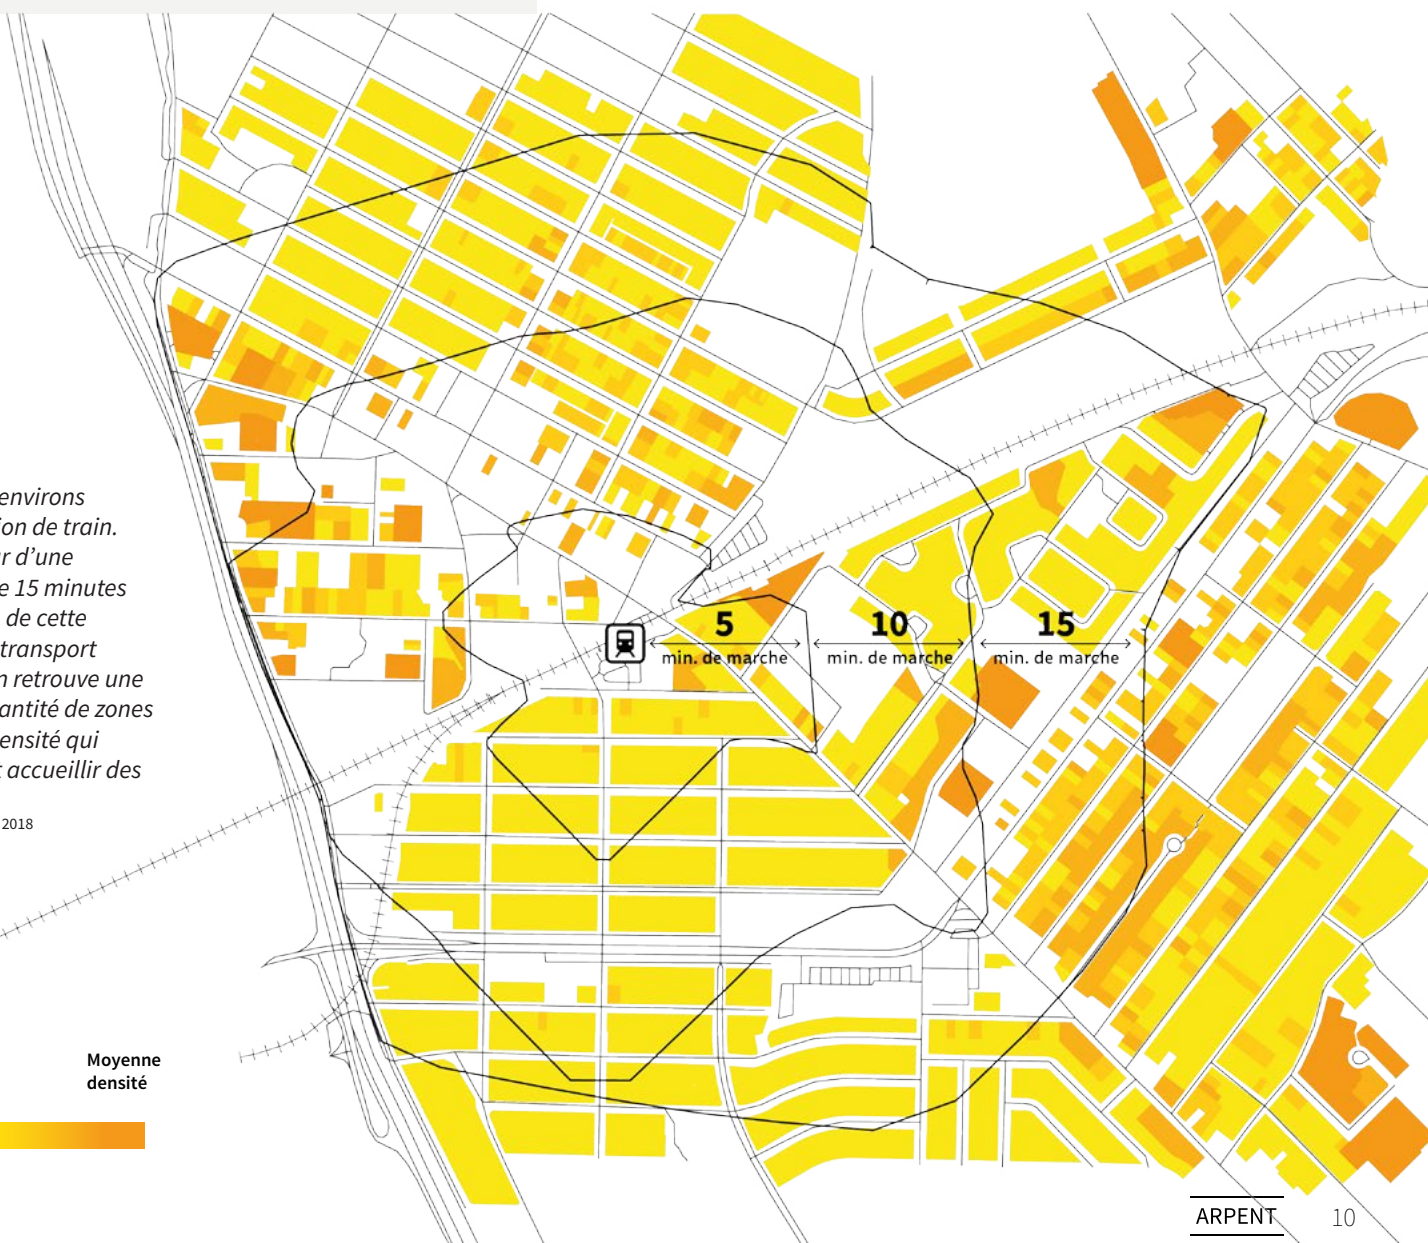 environs
ion de train.
r d'une
e 15 minutes
de cette
transport
n retrouve une
antité de zones
ensité qui
t accueillir des
2018
5
min. de marche
10
min. de marche
15
min. de marche
Moyenne
densité
ARPENT
10